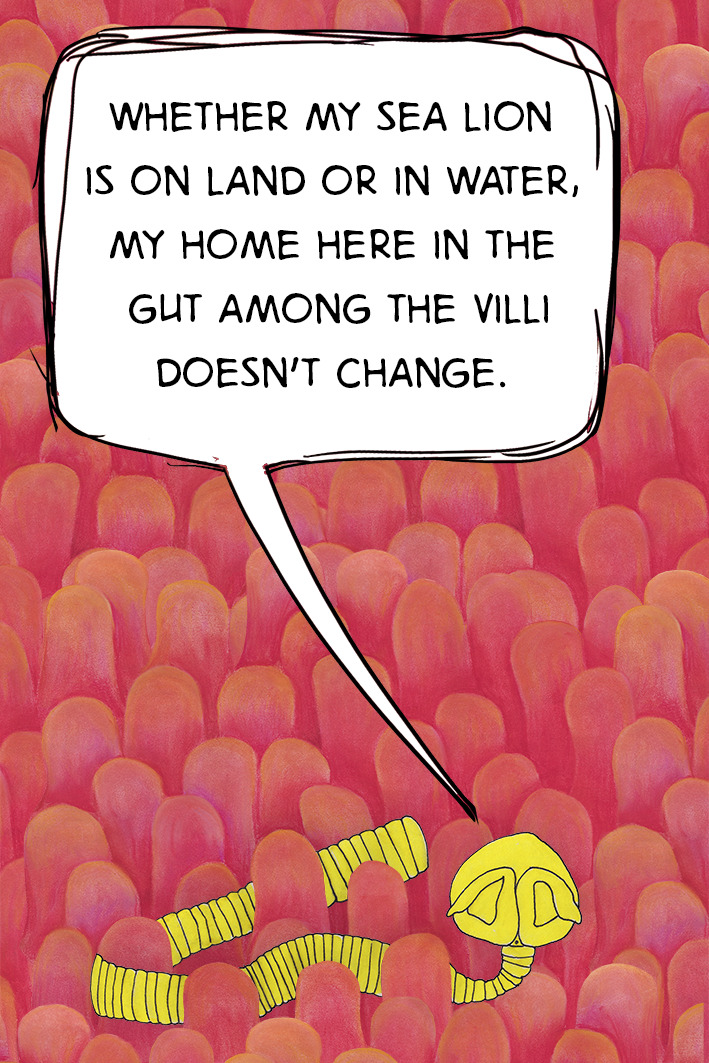 WHETHER MY SEA LION
IS ON LAND OR IN WATER,
MY HOME HERE IN THE
GUT AMONG THE VILLI
DOESN'T CHANGE.